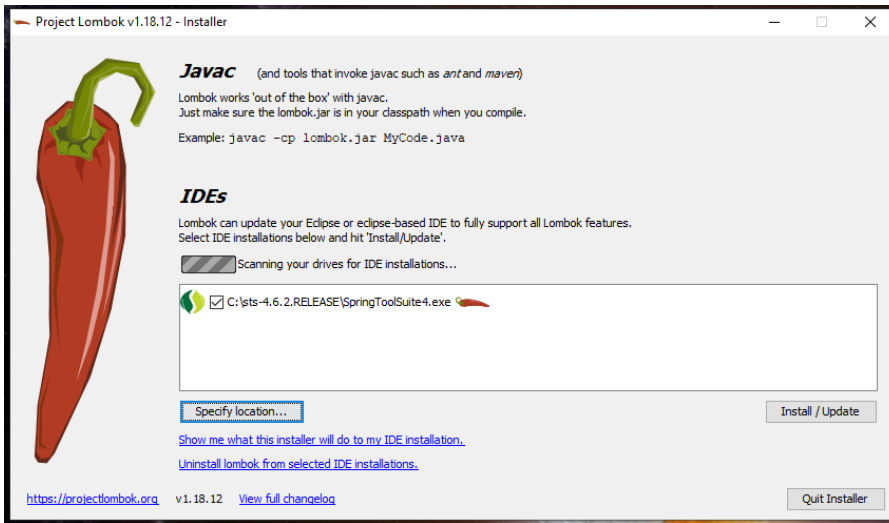 Project Lombok v1.18.12 - Installer
Javac (and tools that invoke javac such as ant and maven)
Lombok works 'out of the box' with javac.
Just make sure the lombok.jar is in your classpath when you compile.
Example: javac -cp lombok.jar MyCode.java
IDEs
Lombok can update your Eclipse or eclipse-based IDE to fully support all Lombok features.
Select IDE installations below and hit 'Install/Update'.
Scanning your drives for IDE installations...
C:\sts-4.6.2.RELEASE\SpringToolSuite4.exe
Specify location...
Install / Update
Show me what this installer will do to my IDE installation.
Uninstall lombok from selected IDE installations.
https://projectlombok.org v1.18.12 View full changelog
Quit Installer